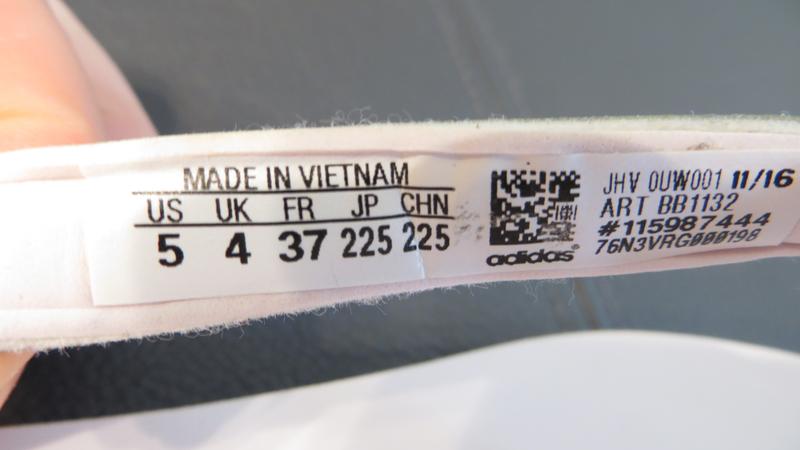 MADE IN VIETNAM
US UK FR JP CHN
5 4 37 225 225
adidas®
JHV 0UW001 11/16
ART BB1132
#115987444
76N3VRG000198